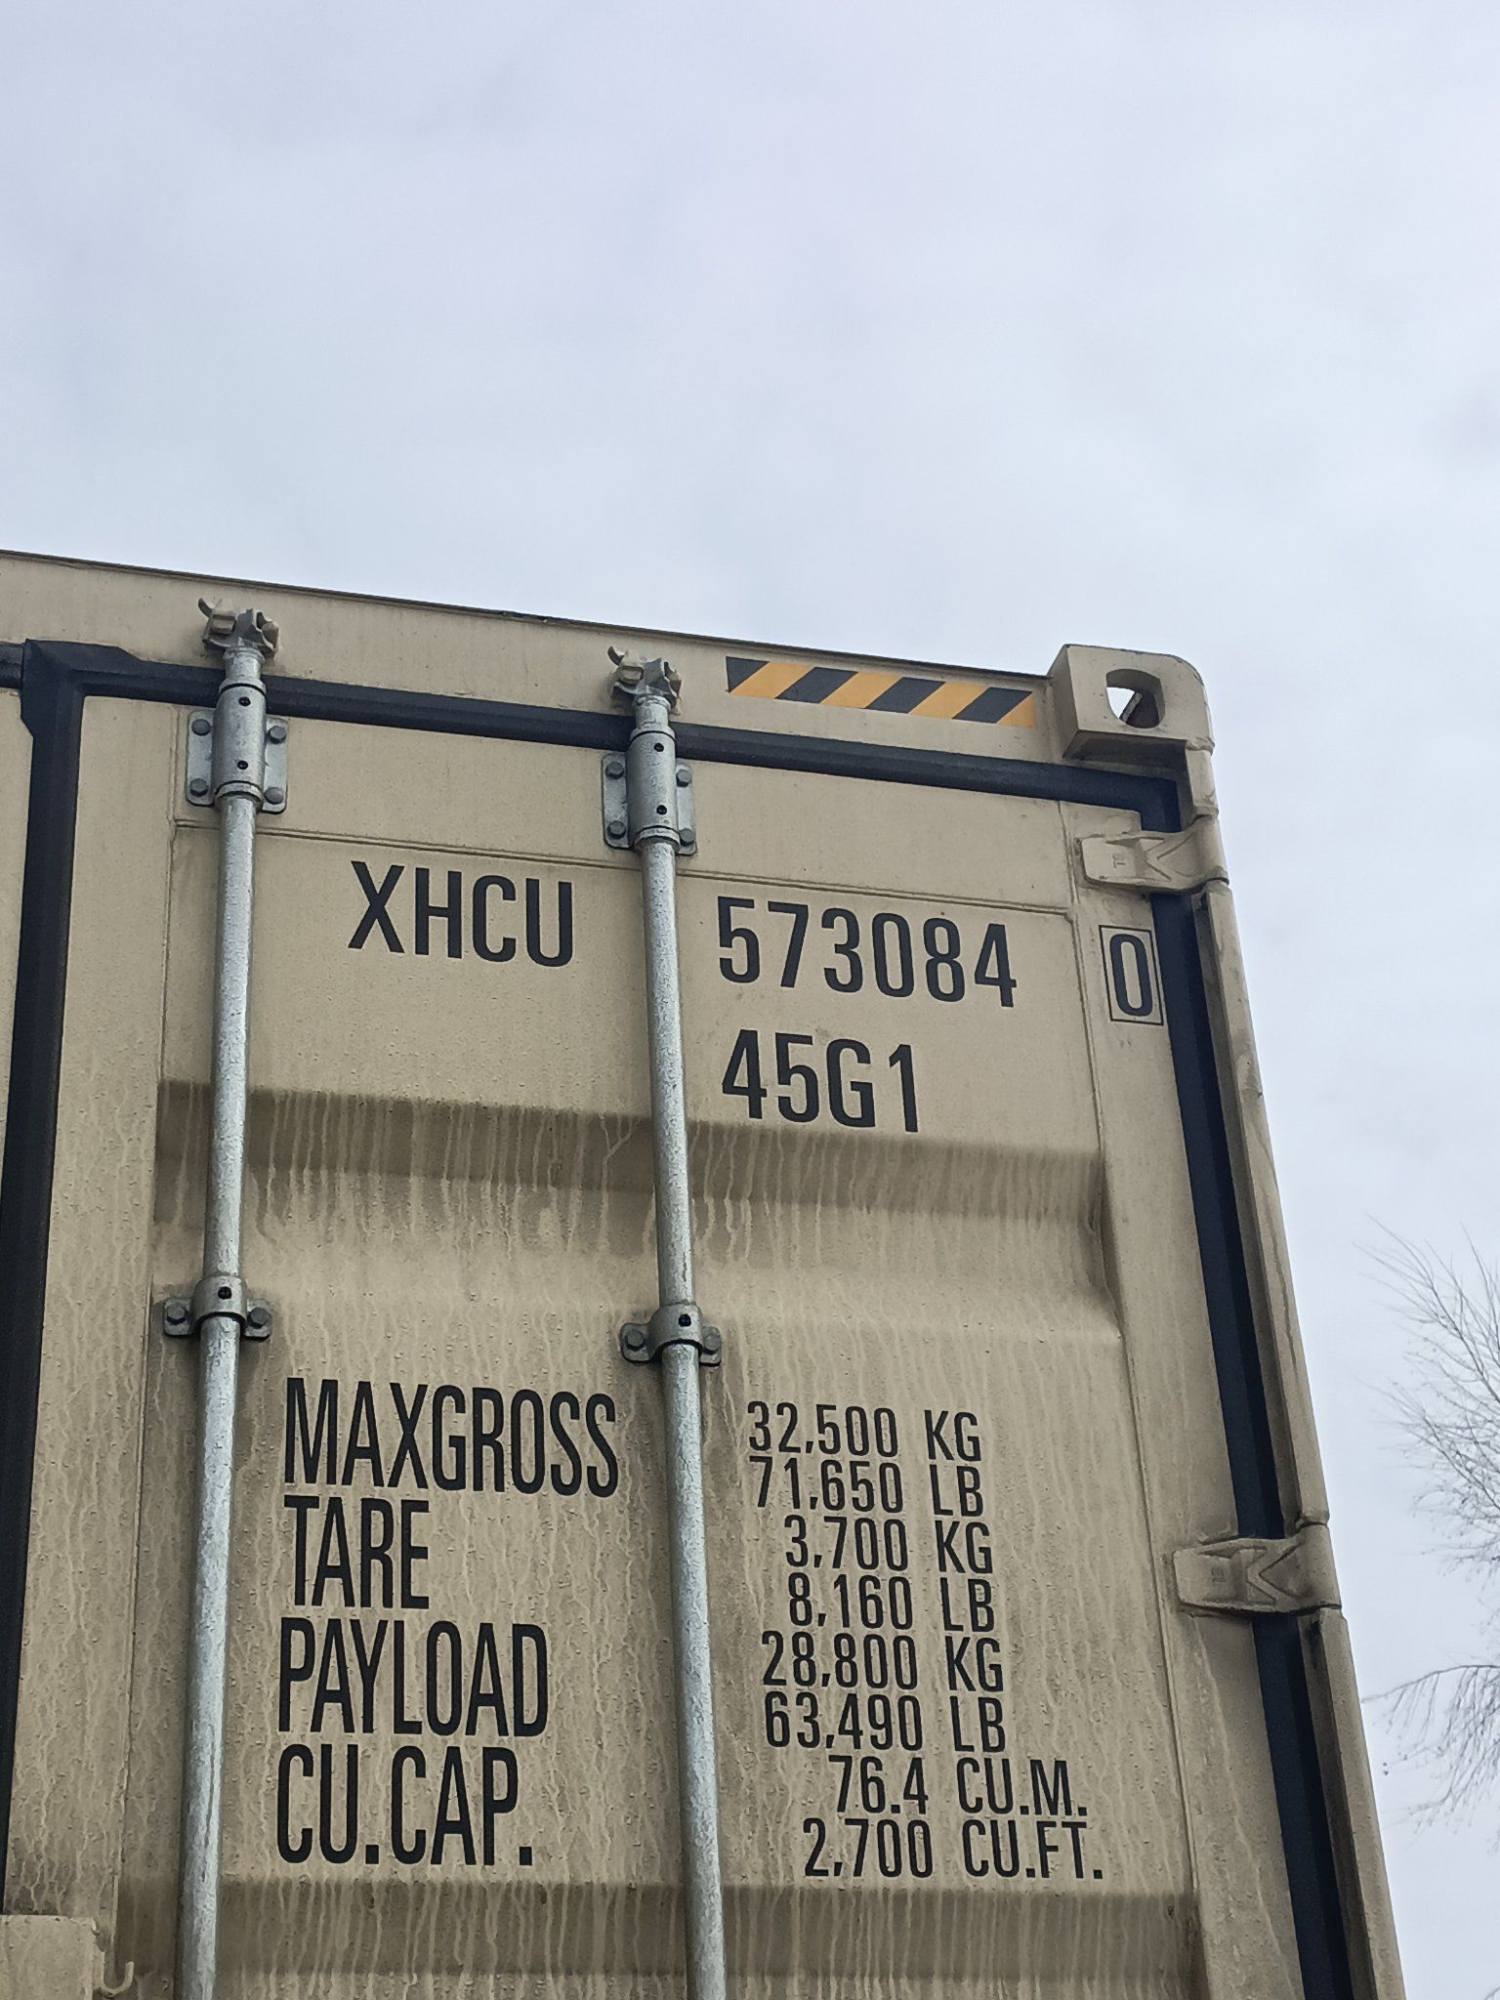 XHCU 573084 0
45G1
MAXGROSS 32,500 KG
71,650 LB
TARE 3,700 KG
8,160 LB
PAYLOAD 28,800 KG
63,490 LB
CU.CAP. 76.4 CU.M.
2,700 CU.FT.